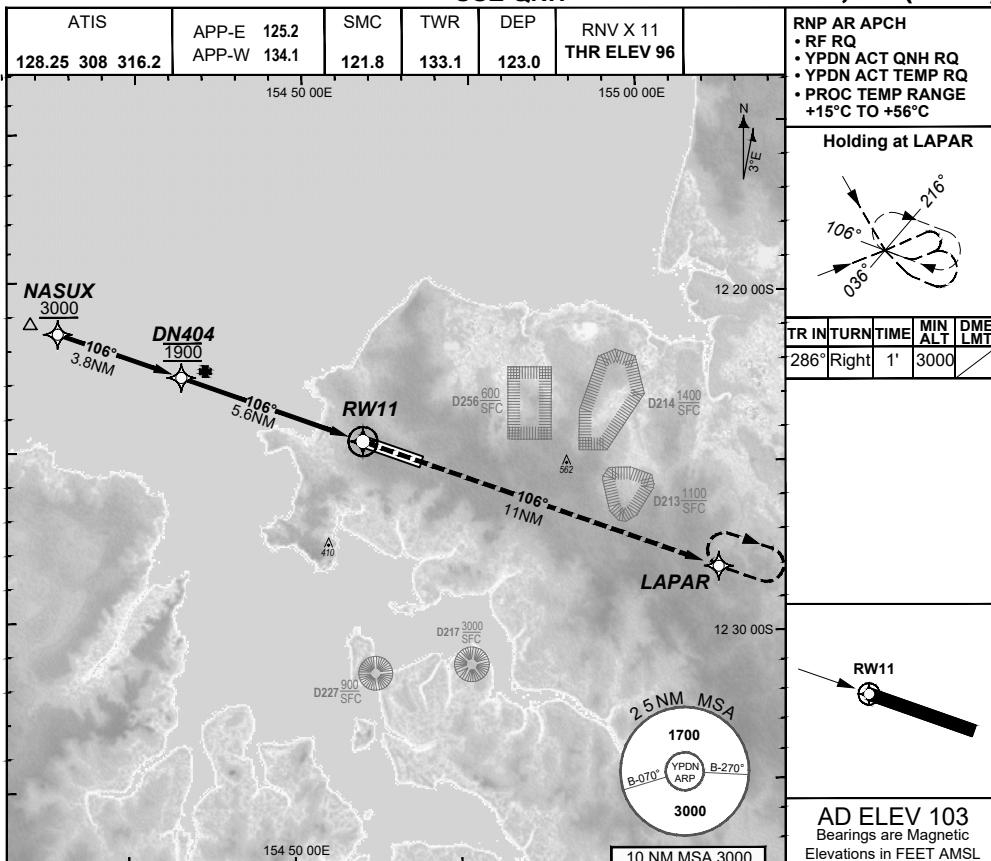 ATIS
128.25 308 316.2
APP-E 125.2
APP-W 134.1
SMC
121.8
TWR
133.1
DEP
123.0
RNV X 11
THR ELEV 96
RNP AR APCH
• RF RQ
• YPDN ACT QNH RQ
• YPDN ACT TEMP RQ
• PROC TEMP RANGE
+15°C TO +56°C
154 50 00E
155 00 00E
N
3°E
Holding at LAPAR
216°
106°
036°
TR IN TURN TIME MIN ALT DME LMT
286° Right 1' 3000
12 20 00S
NASUX
3000
106°
3.8NM
DN404
1900
106°
5.6NM
RW11
D256 600 SFC
D214 1400 SFC
562
D213 1100 SFC
106°
11NM
410
LAPAR
12 30 00S
D217 3000 SFC
D227 900 SFC
25NM MSA
1700
B-070°
YPDN
ARP
B-270°
3000
RW11
154 50 00E
10 NM MSA 3000
AD ELEV 103
Bearings are Magnetic
Elevations in FEET AMSL